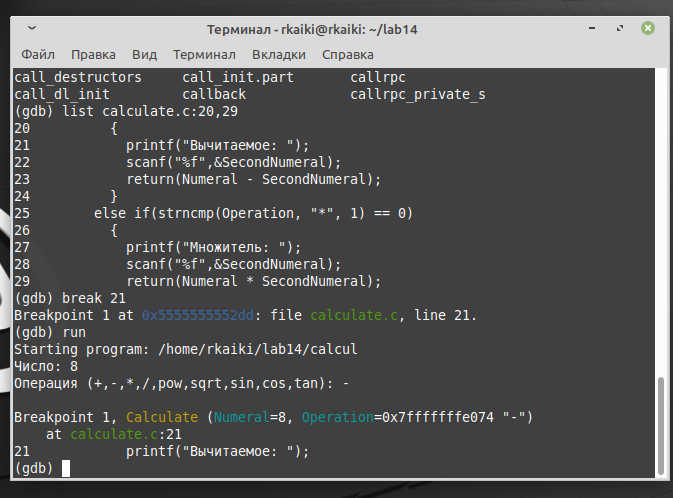 Терминал - rkaiki@rkaiki: ~/lab14
Файл Правка Вид Терминал Вкладки Справка
call_destructors     call_init.part       callrpc
call_dl_init         callback             callrpc_private_s
(gdb) list calculate.c:20,29
20          {
21            printf("Вычитаемое: ");
22            scanf("%f",&SecondNumeral);
23            return(Numeral - SecondNumeral);
24          }
25        else if(strncmp(Operation, "*", 1) == 0)
26          {
27            printf("Множитель: ");
28            scanf("%f",&SecondNumeral);
29            return(Numeral * SecondNumeral);
(gdb) break 21
Breakpoint 1 at 0x5555555552dd: file calculate.c, line 21.
(gdb) run
Starting program: /home/rkaiki/lab14/calcul
Число: 8
Операция (+,-,*,/,pow,sqrt,sin,cos,tan): -
Breakpoint 1, Calculate (Numeral=8, Operation=0x7fffffffe074 "-")
    at calculate.c:21
21            printf("Вычитаемое: ");
(gdb)